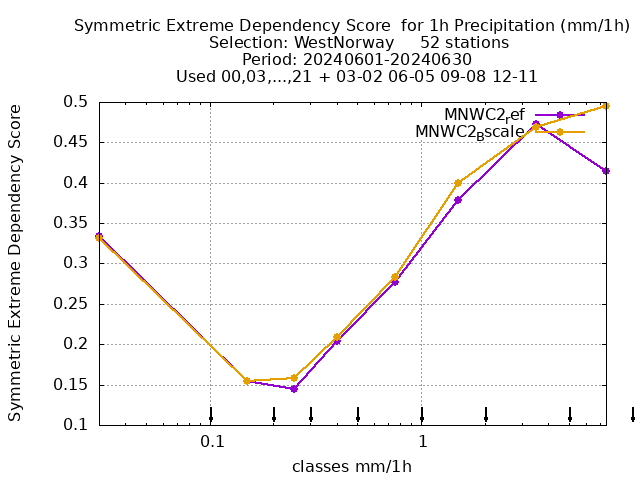 Symmetric Extreme Dependency Score  for 1h Precipitation (mm/1h)
Selection: WestNorway     52 stations
Period: 20240601-20240630
Used 00,03,...,21 + 03-02 06-05 09-08 12-11
Symmetric Extreme Dependency Score
0.5
0.45
0.4
0.35
0.3
0.25
0.2
0.15
0.1
MNWC2ref
MNWC2Bscale
0.1
1
classes mm/1h